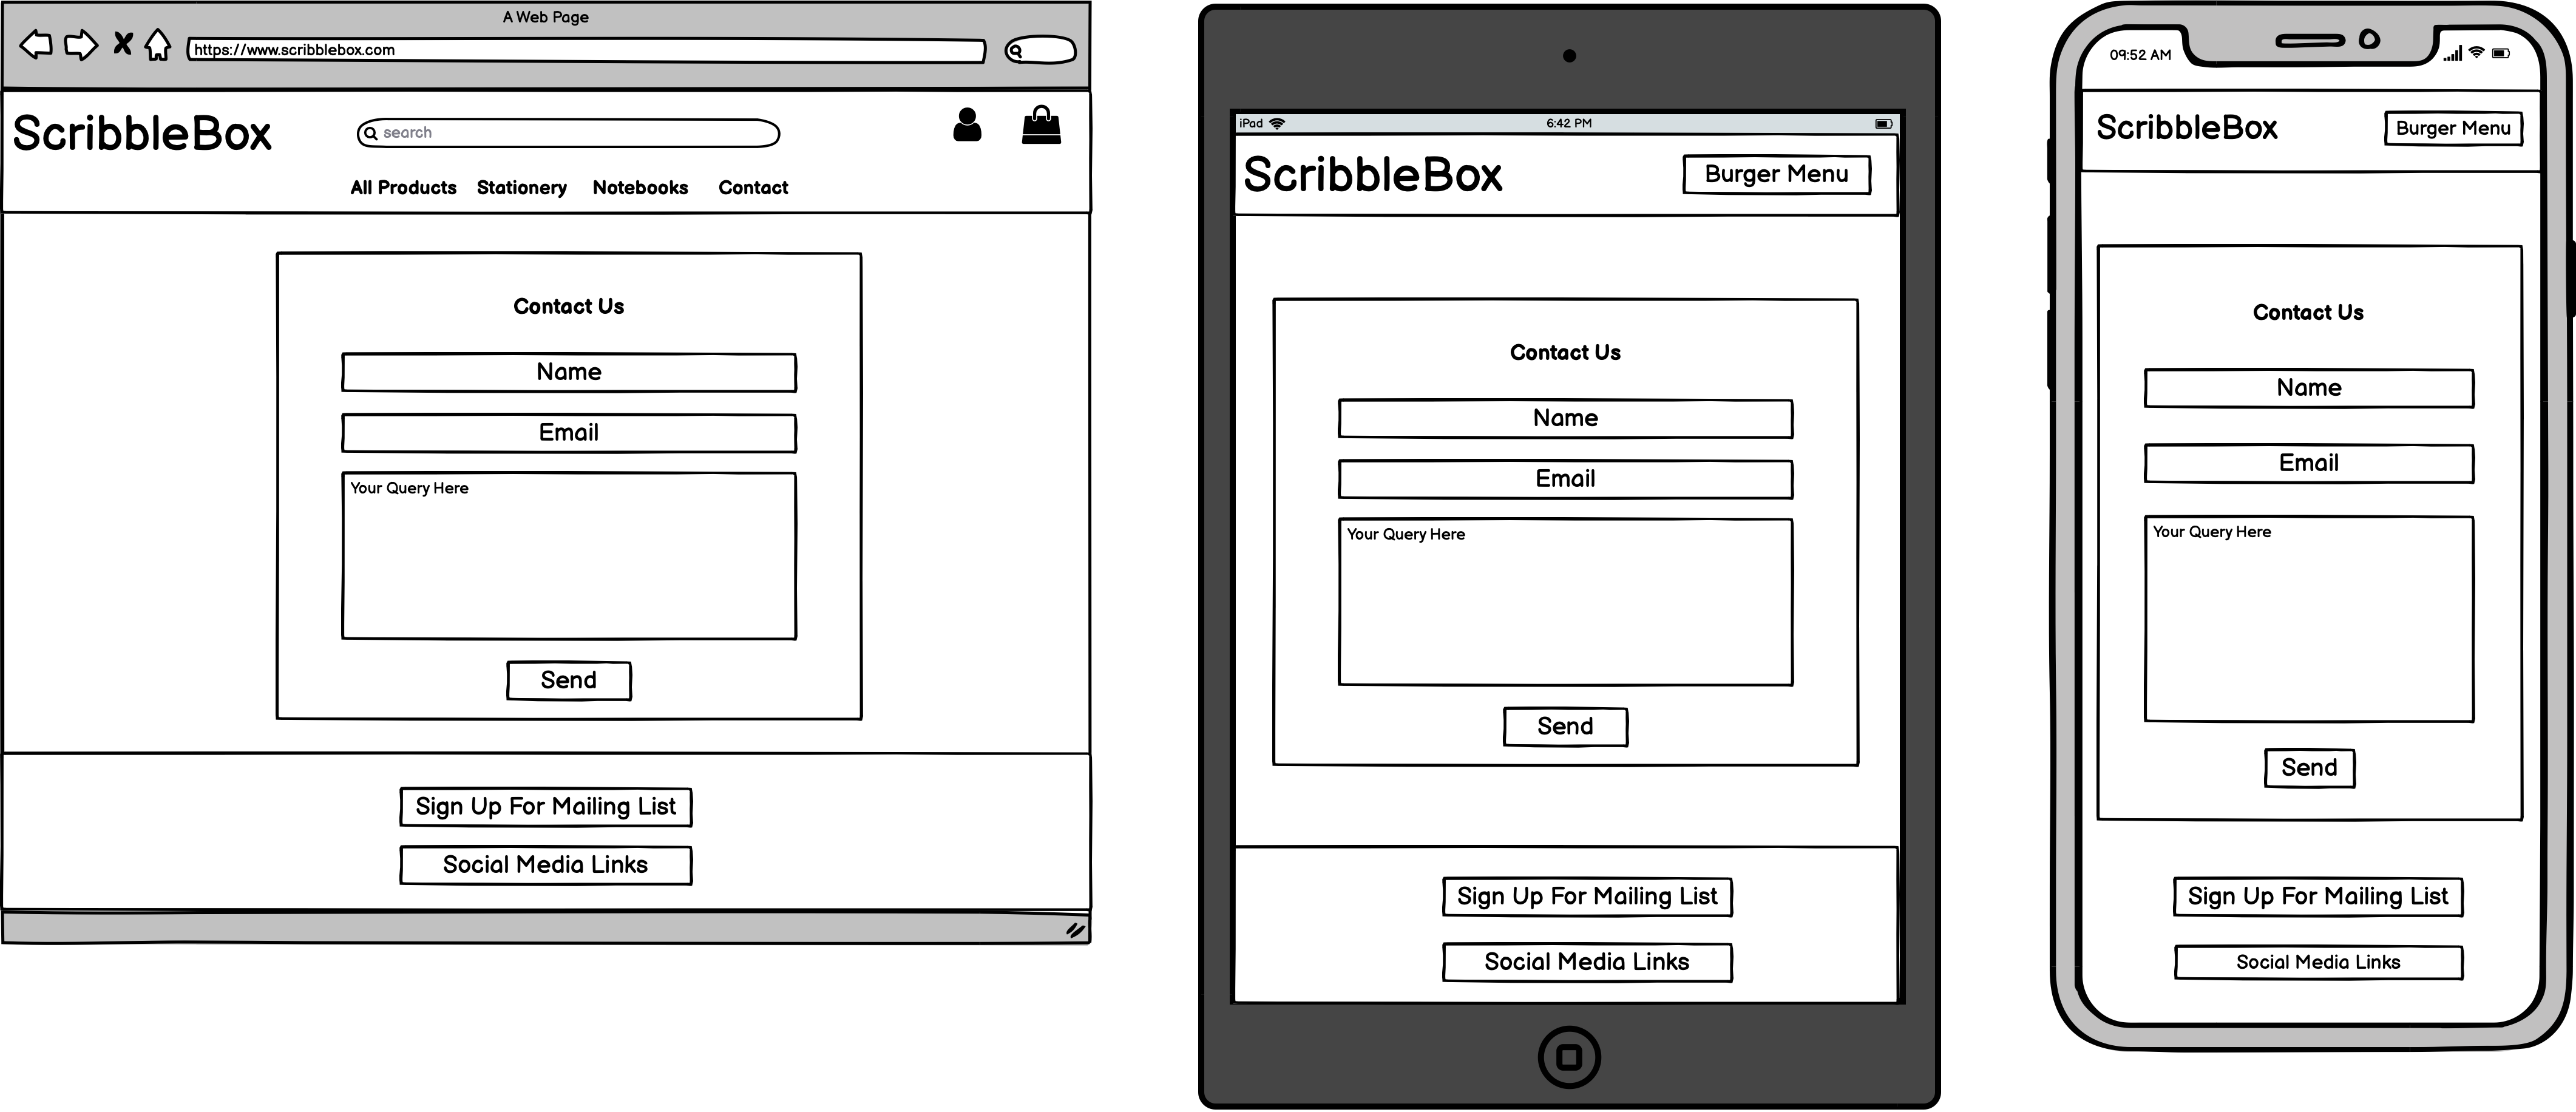 A Web Page
https://www.scribblebox.com
ScribbleBox
search
All Products Stationery Notebooks Contact
Contact Us
Name
Email
Your Query Here
Send
Sign Up For Mailing List
Social Media Links
iPad 6:42 PM
ScribbleBox
Burger Menu
Contact Us
Name
Email
Your Query Here
Send
Sign Up For Mailing List
Social Media Links
09:52 AM
ScribbleBox
Burger Menu
Contact Us
Name
Email
Your Query Here
Send
Sign Up For Mailing List
Social Media Links